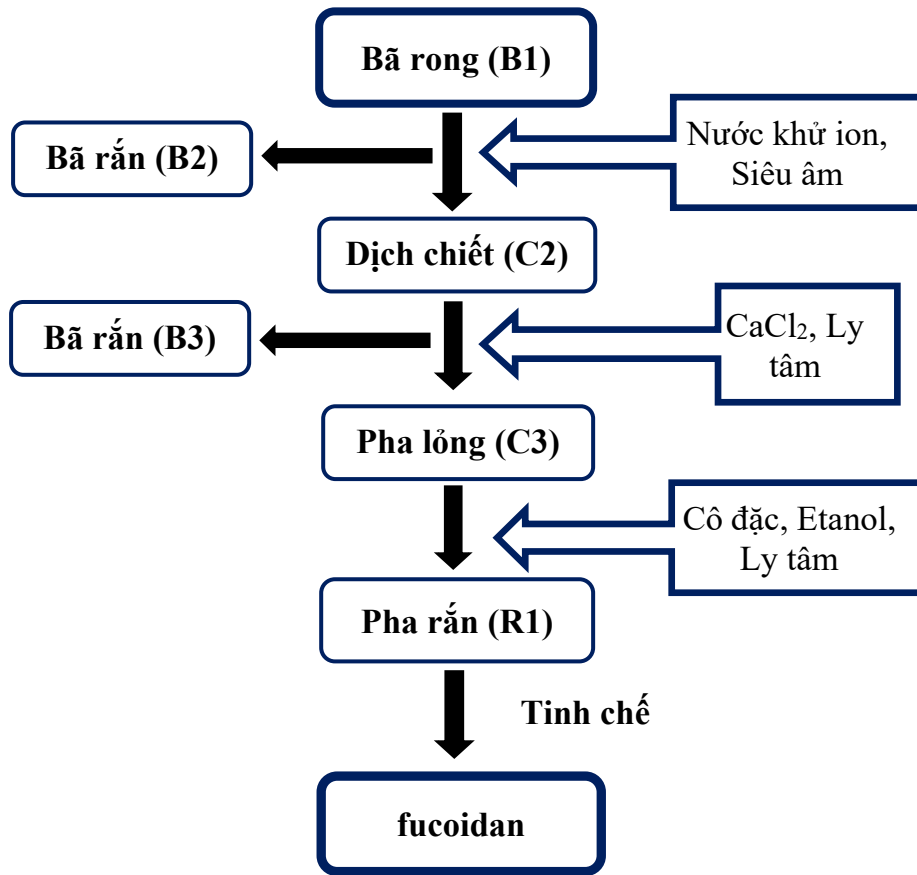 Bã rong (B1)
Nước khử ion,
Siêu âm
Bã rắn (B2)
Dịch chiết (C2)
CaCl₂, Ly
tâm
Bã rắn (B3)
Pha lỏng (C3)
Cô đặc, Etanol,
Ly tâm
Pha rắn (R1)
Tinh chế
fucoidan